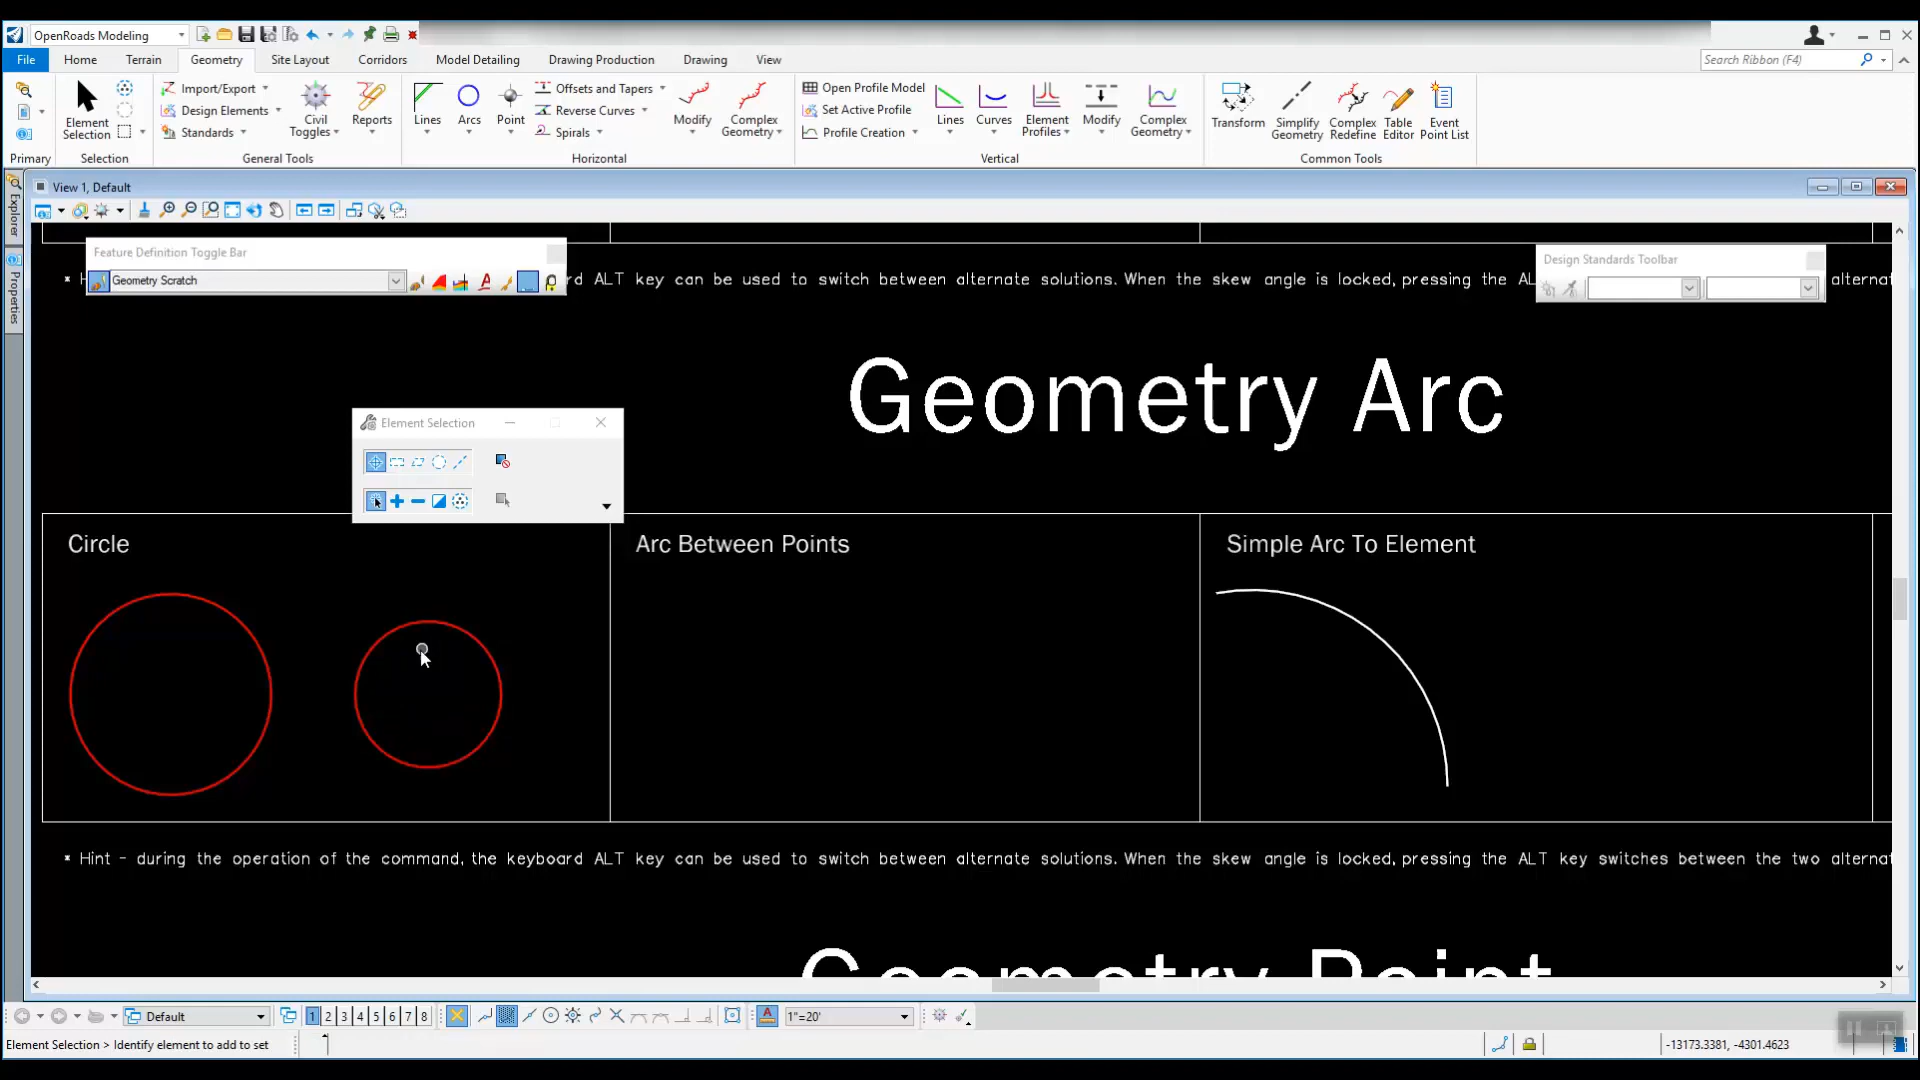 OpenRoads Modeling
File Home Terrain Geometry Site Layout Corridors Model Detailing Drawing Production Drawing View Search Ribbon (F4)
Element Selection
Import/Export
Design Elements
Standards
Civil Toggles
Reports
Lines
Arcs
Point
Offsets and Tapers
Reverse Curves
Spirals
Modify
Complex Geometry
Open Profile Model
Set Active Profile
Profile Creation
Lines
Curves
Element Profiles
Modify
Complex Geometry
Transform
Simplify Geometry
Complex Redefine
Table Editor
Event Point List
Primary Selection General Tools Horizontal Vertical Common Tools
Explorer
Properties
View 1, Default
Feature Definition Toggle Bar
Geometry Scratch
Design Standards Toolbar
ALT key can be used to switch between alternate solutions. When the skew angle is locked, pressing the
Geometry Arc
Element Selection
Circle
Arc Between Points
Simple Arc To Element
* Hint - during the operation of the command, the keyboard ALT key can be used to switch between alternate solutions. When the skew angle is locked, pressing the ALT key switches between the two alternat
Geometry Point
Default 1 2 3 4 5 6 7 8 1"=20'
Element Selection > Identify element to add to set
-13173.3381, -4301.4623